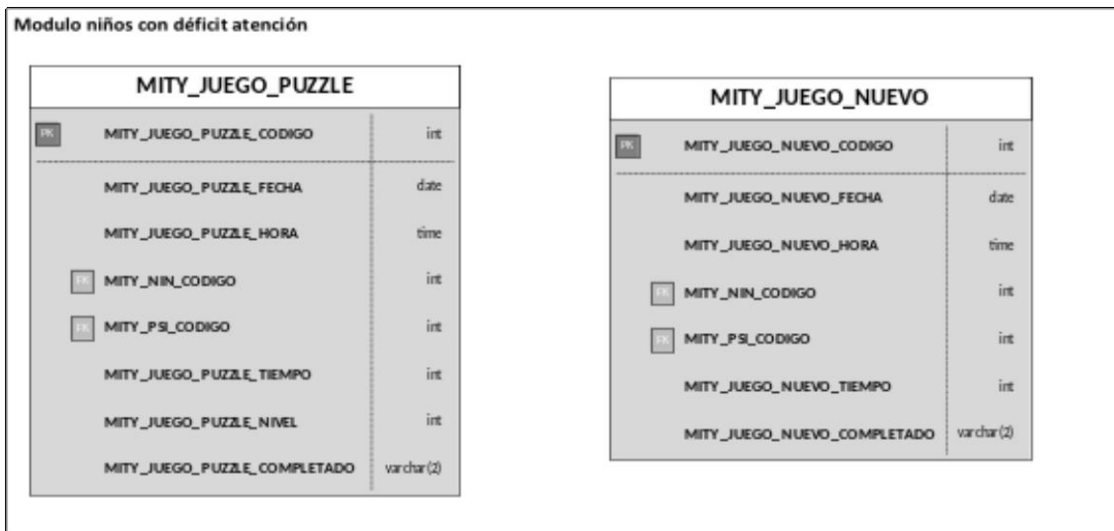 Modulo niños con déficit atención
MITY_JUEGO_PUZZLE
PK MITY_JUEGO_PUZZLE_CODIGO int
MITY_JUEGO_PUZZLE_FECHA date
MITY_JUEGO_PUZZLE_HORA time
FK MITY_NIN_CODIGO int
FK MITY_PSI_CODIGO int
MITY_JUEGO_PUZZLE_TIEMPO int
MITY_JUEGO_PUZZLE_NIVEL int
MITY_JUEGO_PUZZLE_COMPLETADO varchar(2)
MITY_JUEGO_NUEVO
PK MITY_JUEGO_NUEVO_CODIGO int
MITY_JUEGO_NUEVO_FECHA date
MITY_JUEGO_NUEVO_HORA time
FK MITY_NIN_CODIGO int
FK MITY_PSI_CODIGO int
MITY_JUEGO_NUEVO_TIEMPO int
MITY_JUEGO_NUEVO_COMPLETADO varchar(2)